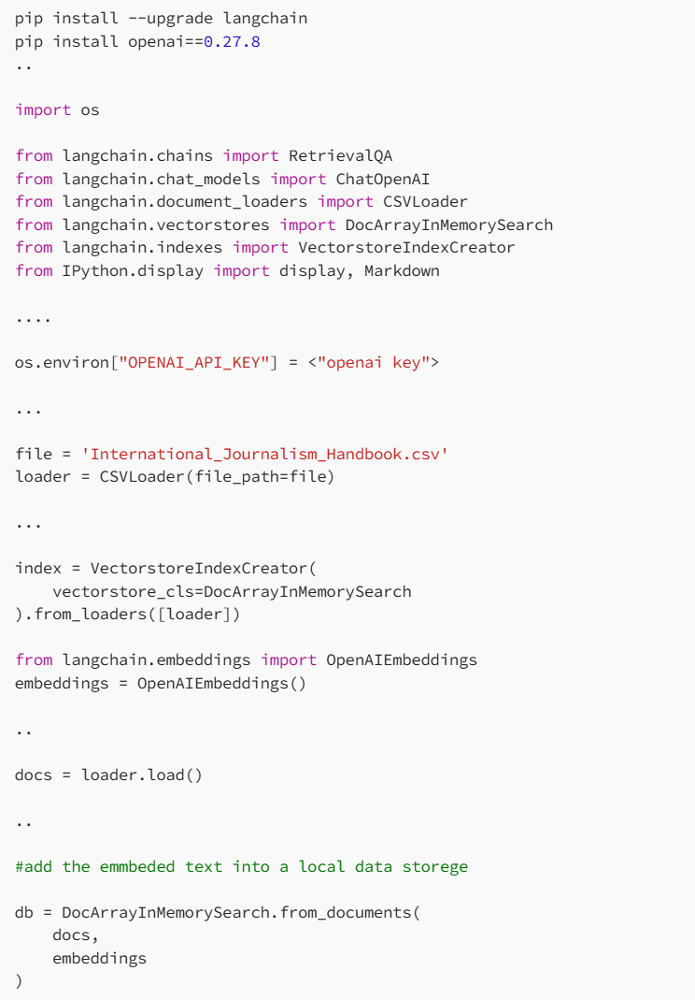 pip install --upgrade langchain
pip install openai==0.27.8
..
import os
from langchain.chains import RetrievalQA
from langchain.chat_models import ChatOpenAI
from langchain.document_loaders import CSVLoader
from langchain.vectorstores import DocArrayInMemorySearch
from langchain.indexes import VectorstoreIndexCreator
from IPython.display import display, Markdown
....
os.environ["OPENAI_API_KEY"] = <"openai key">
...
file = 'International_Journalism_Handbook.csv'
loader = CSVLoader(file_path=file)
...
index = VectorstoreIndexCreator(
    vectorstore_cls=DocArrayInMemorySearch
).from_loaders([loader])
from langchain.embeddings import OpenAIEmbeddings
embeddings = OpenAIEmbeddings()
..
docs = loader.load()
..
#add the emmbeded text into a local data storege
db = DocArrayInMemorySearch.from_documents(
    docs,
    embeddings
)